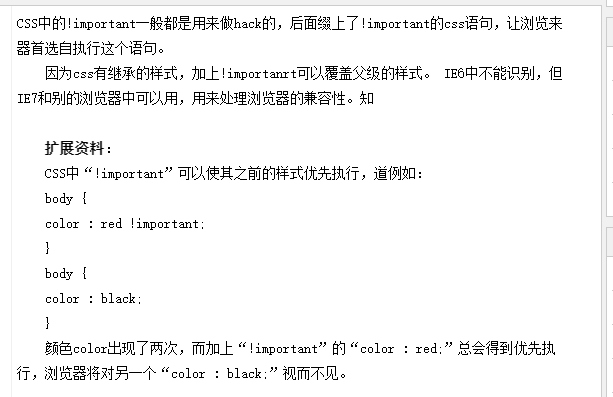 CSS中的!important一般都是用来做hack的，后面缀上了!important的css语句，让浏览来
器首选自执行这个语句。
因为css有继承的样式，加上!importanrt可以覆盖父级的样式。 IE6中不能识别，但
IE7和别的浏览器中可以用，用来处理浏览器的兼容性。知
扩展资料：
CSS中“!important”可以使其之前的样式优先执行，道例如：
body {
color : red !important;
}
body {
color : black;
}
颜色color出现了两次，而加上“!important”的“color : red;”总会得到优先执
行，浏览器将对另一个“color : black;”视而不见。